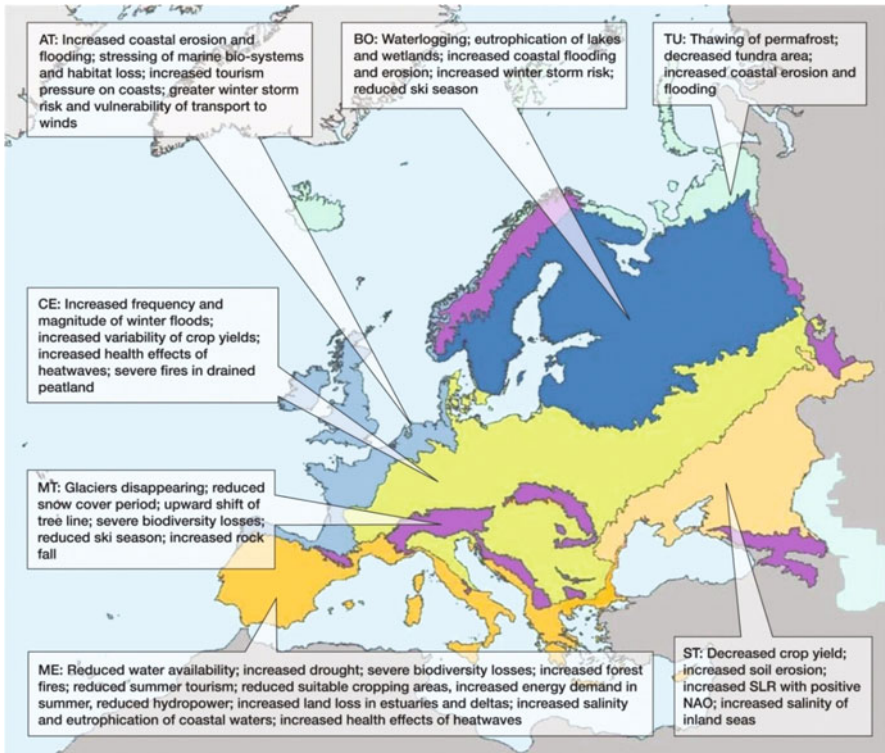 AT: Increased coastal erosion and
flooding; stressing of marine bio-systems
and habitat loss; increased tourism
pressure on coasts; greater winter storm
risk and vulnerability of transport to
winds
BO: Waterlogging; eutrophication of lakes
and wetlands; increased coastal flooding
and erosion; increased winter storm risk;
reduced ski season
TU: Thawing of permafrost;
decreased tundra area;
increased coastal erosion and
flooding
CE: Increased frequency and
magnitude of winter floods;
increased variability of crop yields;
increased health effects of
heatwaves; severe fires in drained
peatland
MT: Glaciers disappearing; reduced
snow cover period; upward shift of
tree line; severe biodiversity losses;
reduced ski season; increased rock
fall
ME: Reduced water availability; increased drought; severe biodiversity losses; increased forest
fires; reduced summer tourism; reduced suitable cropping areas, increased energy demand in
summer, reduced hydropower; increased land loss in estuaries and deltas; increased salinity
and eutrophication of coastal waters; increased health effects of heatwaves
ST: Decreased crop yield;
increased soil erosion;
increased SLR with positive
NAO; increased salinity of
inland seas